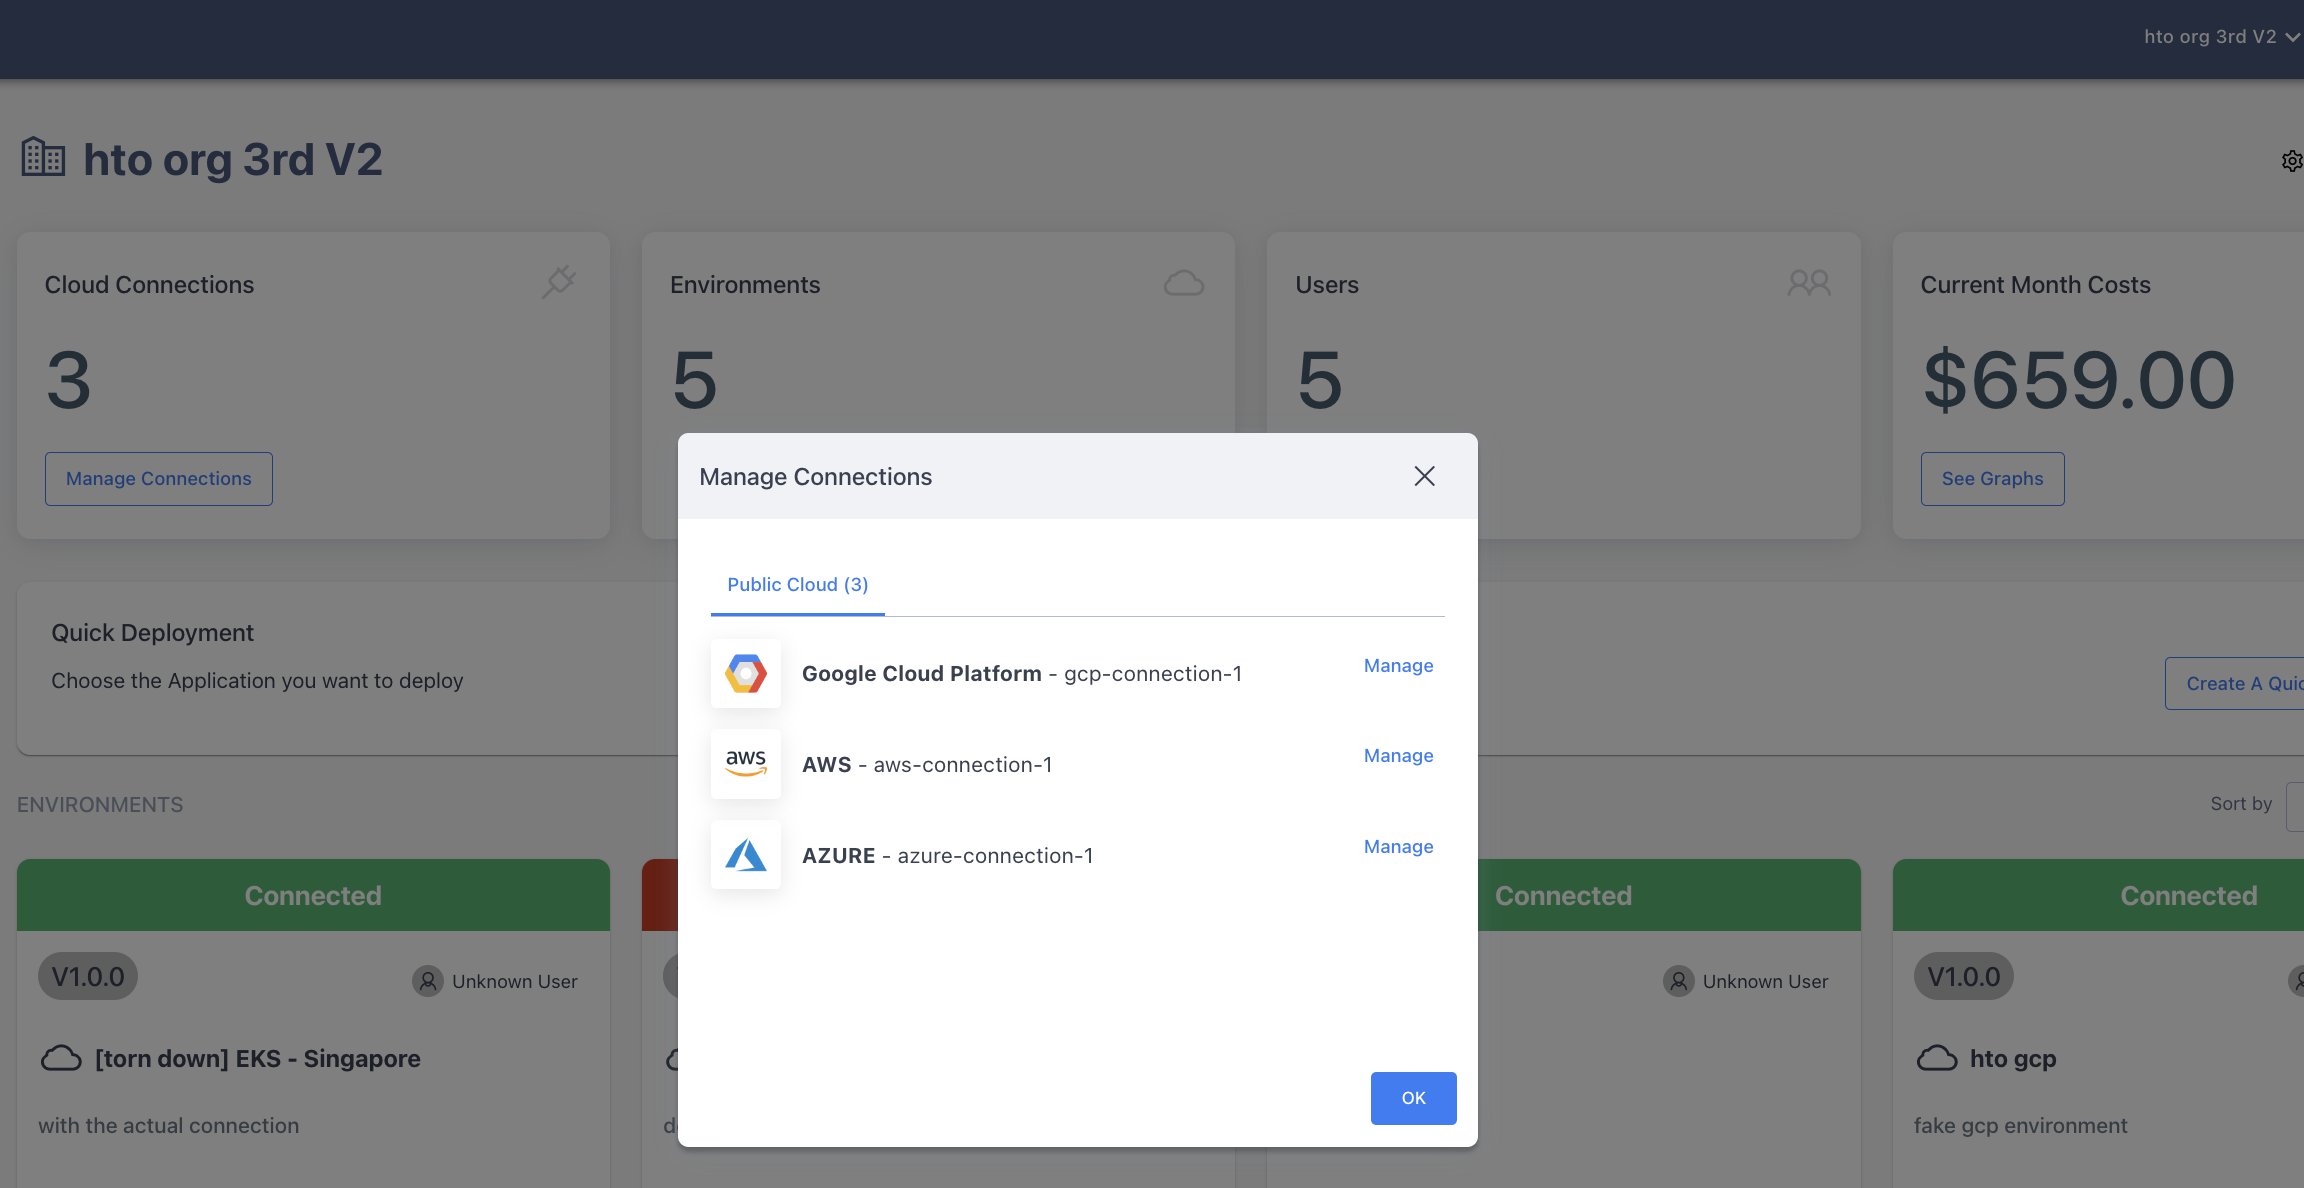 hto org 3rd V2
hto org 3rd V2
Cloud Connections
3
Manage Connections
Environments
5
Users
5
Current Month Costs
$659.00
See Graphs
Quick Deployment
Choose the Application you want to deploy
Create A
Manage Connections
Public Cloud (3)
Google Cloud Platform - gcp-connection-1
Manage
aws
AWS - aws-connection-1
Manage
AZURE - azure-connection-1
Manage
OK
ENVIRONMENTS
Sort by
Connected
V1.0.0
Unknown User
[torn down] EKS - Singapore
with the actual connection
Connected
Unknown User
Connected
V1.0.0
hto gcp
fake gcp environment